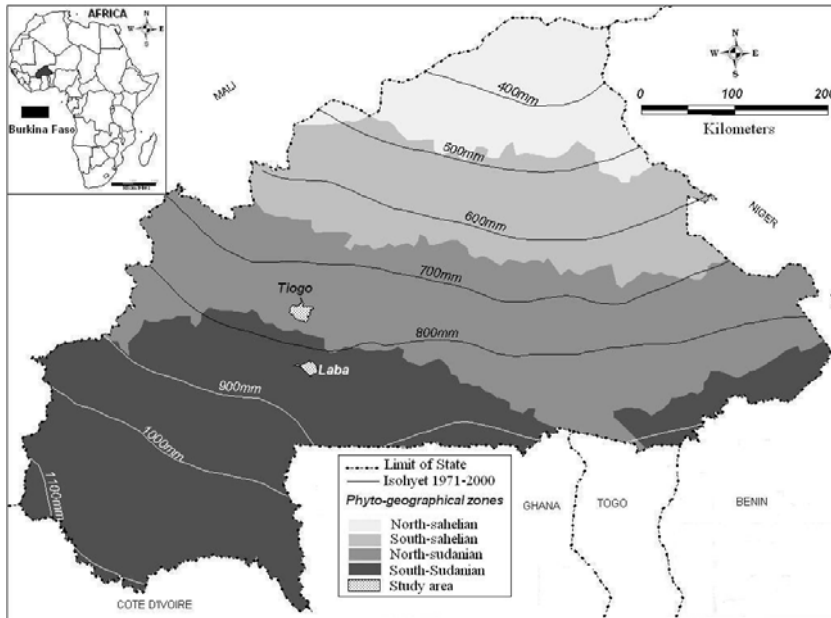 AFRICA
N
W E
S
Burkina Faso
MALI
N
W E
S
0 100 200
Kilometers
NIGER
400mm
500mm
600mm
700mm
Tiogo
800mm
Laba
900mm
1000mm
1100mm
Limit of State
Isohyet 1971-2000
Phyto-geographical zones
North-sahelian
South-sahelian
North-sudanian
South-Sudanian
Study area
GHANA
TOGO
BENIN
COTE D'IVOIRE